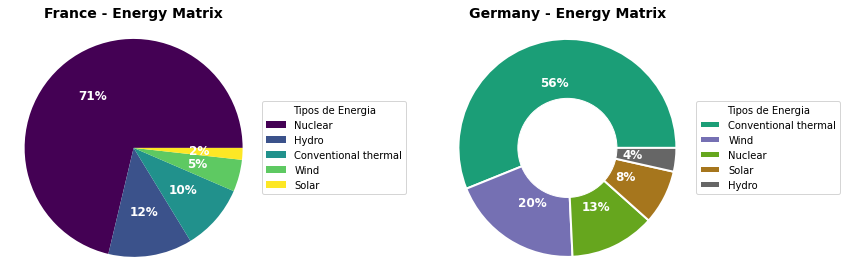 France - Energy Matrix
71%
2%
5%
10%
12%
Tipos de Energia
Nuclear
Hydro
Conventional thermal
Wind
Solar
Germany - Energy Matrix
56%
4%
8%
13%
20%
Tipos de Energia
Conventional thermal
Wind
Nuclear
Solar
Hydro